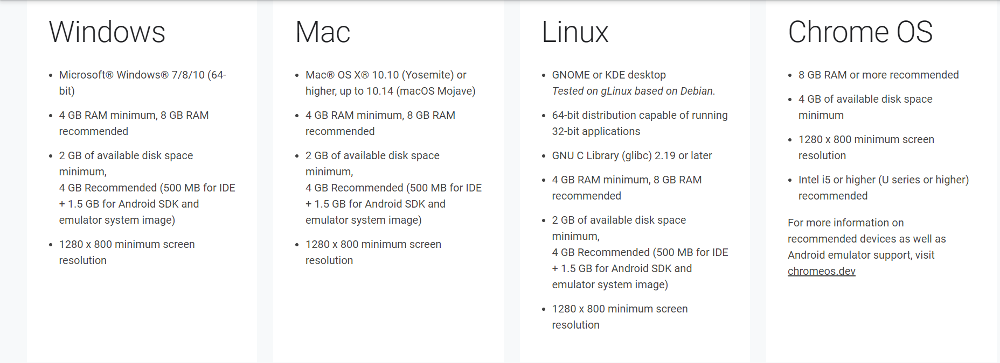 Windows
• Microsoft® Windows® 7/8/10 (64-
bit)
• 4 GB RAM minimum, 8 GB RAM
recommended
• 2 GB of available disk space
minimum,
4 GB Recommended (500 MB for IDE
+ 1.5 GB for Android SDK and
emulator system image)
• 1280 x 800 minimum screen
resolution
Mac
• Mac® OS X® 10.10 (Yosemite) or
higher, up to 10.14 (macOS Mojave)
• 4 GB RAM minimum, 8 GB RAM
recommended
• 2 GB of available disk space
minimum,
4 GB Recommended (500 MB for IDE
+ 1.5 GB for Android SDK and
emulator system image)
• 1280 x 800 minimum screen
resolution
Linux
• GNOME or KDE desktop
Tested on gLinux based on Debian.
• 64-bit distribution capable of running
32-bit applications
• GNU C Library (glibc) 2.19 or later
• 4 GB RAM minimum, 8 GB RAM
recommended
• 2 GB of available disk space
minimum,
4 GB Recommended (500 MB for IDE
+ 1.5 GB for Android SDK and
emulator system image)
• 1280 x 800 minimum screen
resolution
Chrome OS
• 8 GB RAM or more recommended
• 4 GB of available disk space
minimum
• 1280 x 800 minimum screen
resolution
• Intel i5 or higher (U series or higher)
recommended
For more information on
recommended devices as well as
Android emulator support, visit
chromeos.dev